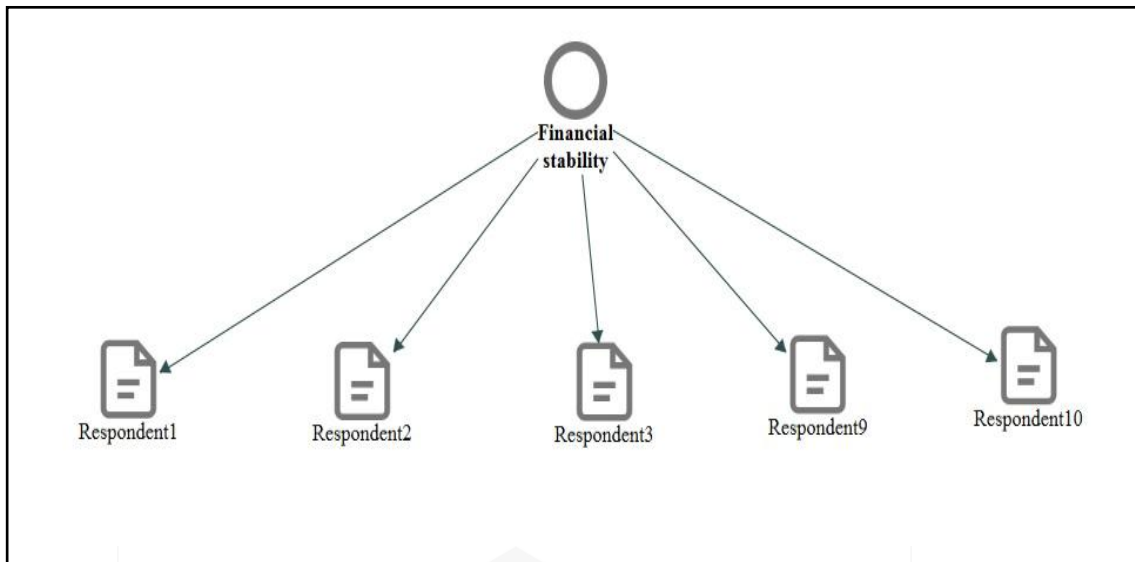 Financial
stability
Respondent1
Respondent2
Respondent3
Respondent9
Respondent10